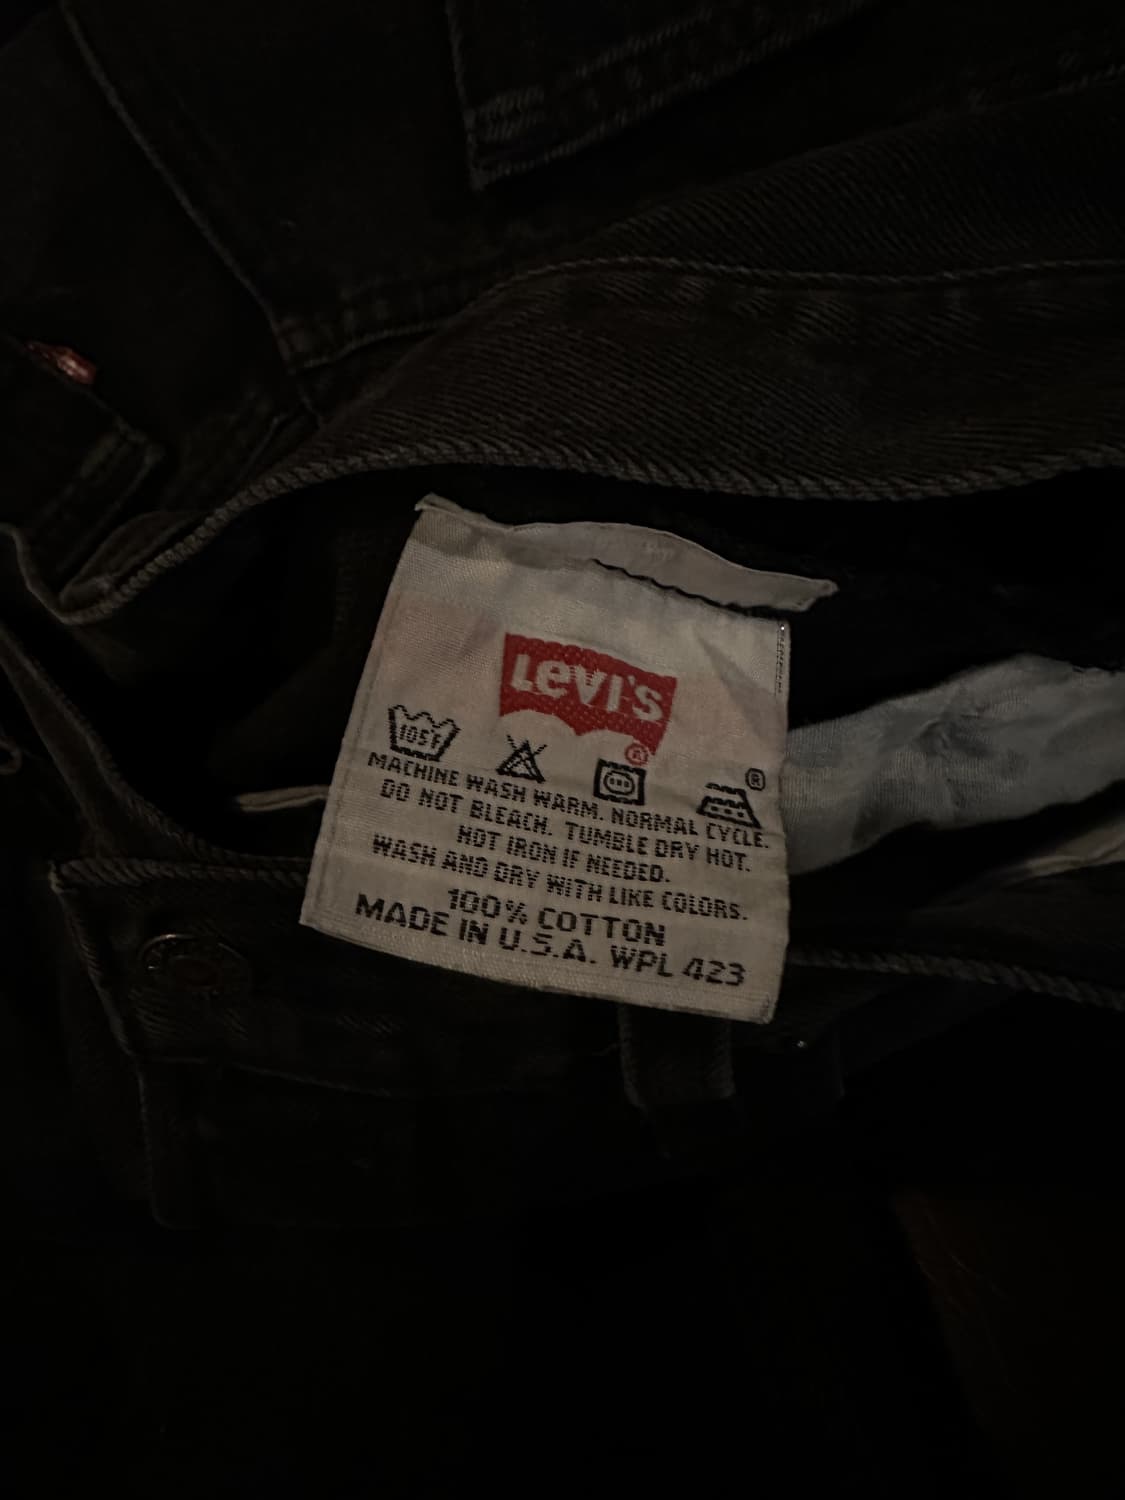 Levi's
®
105F
®
MACHINE WASH WARM. NORMAL CYCLE.
DO NOT BLEACH. TUMBLE DRY HOT.
HOT IRON IF NEEDED.
WASH AND DRY WITH LIKE COLORS.
100% COTTON
MADE IN U.S.A. WPL 423